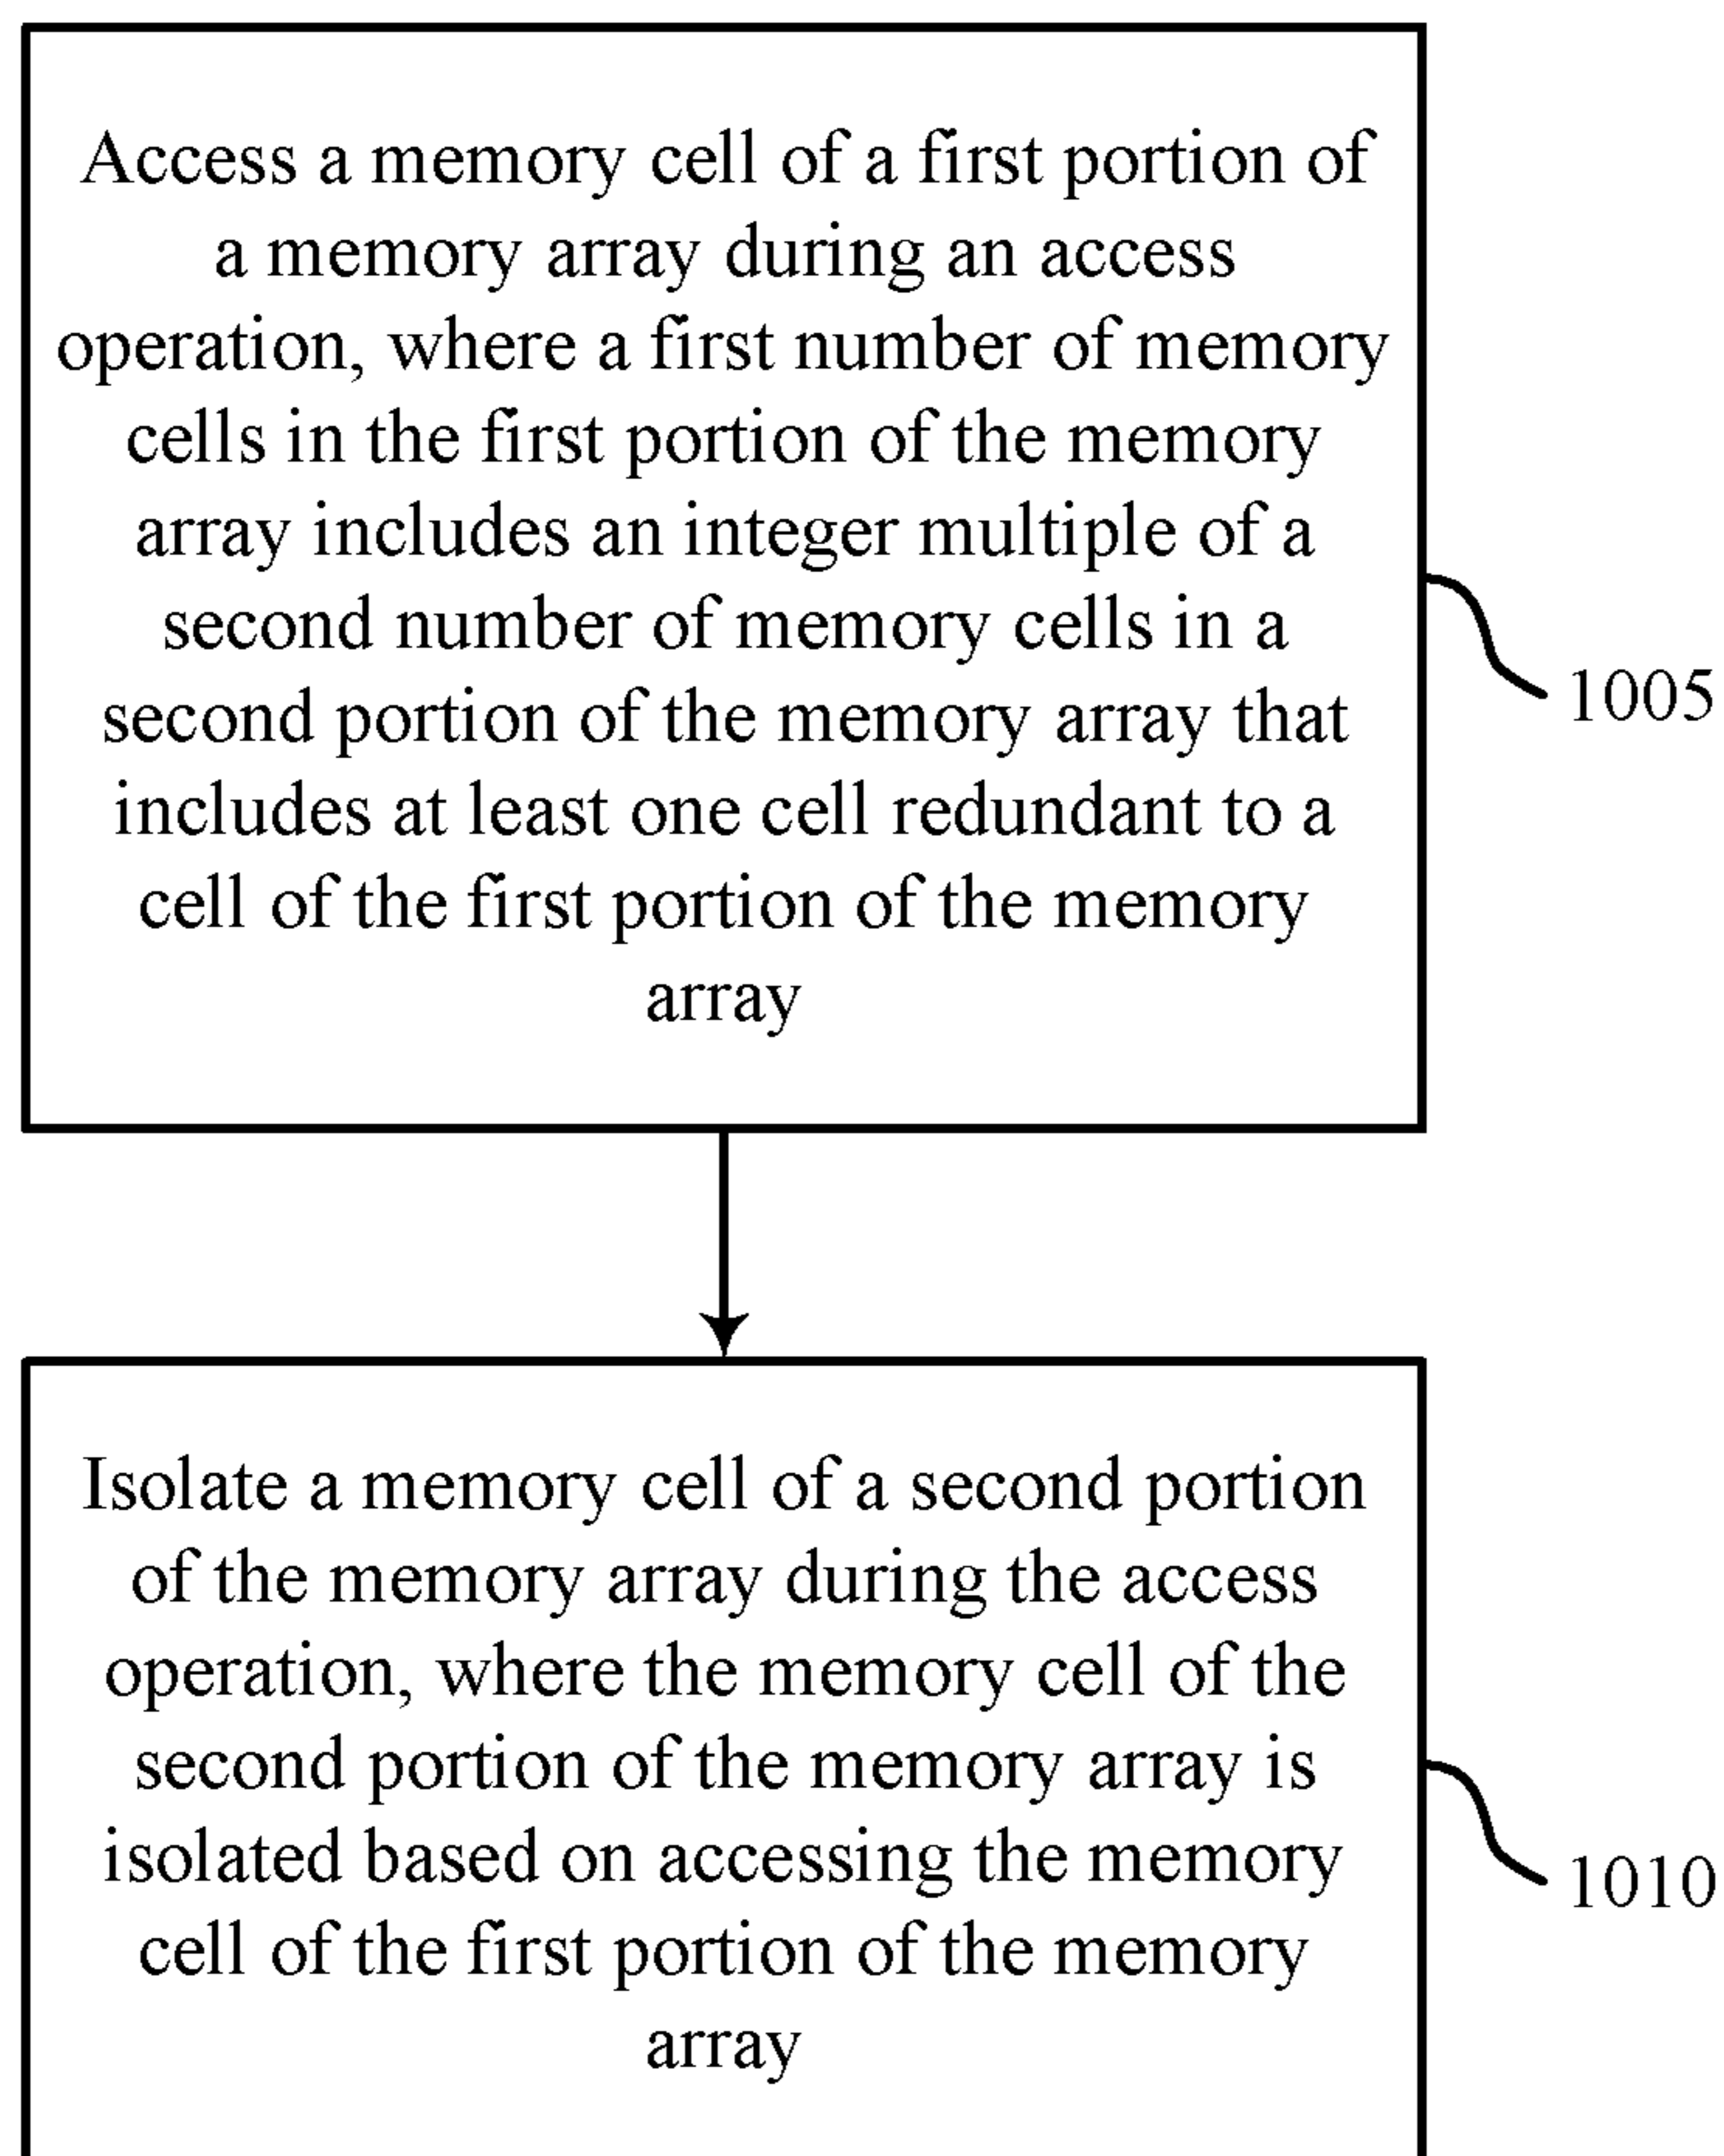 Access a memory cell of a first portion of
a memory array during an access
operation, where a first number of memory
cells in the first portion of the memory
array includes an integer multiple of a
second number of memory cells in a
second portion of the memory array that
includes at least one cell redundant to a
cell of the first portion of the memory
array
1005
Isolate a memory cell of a second portion
of the memory array during the access
operation, where the memory cell of the
second portion of the memory array is
isolated based on accessing the memory
cell of the first portion of the memory
array
1010